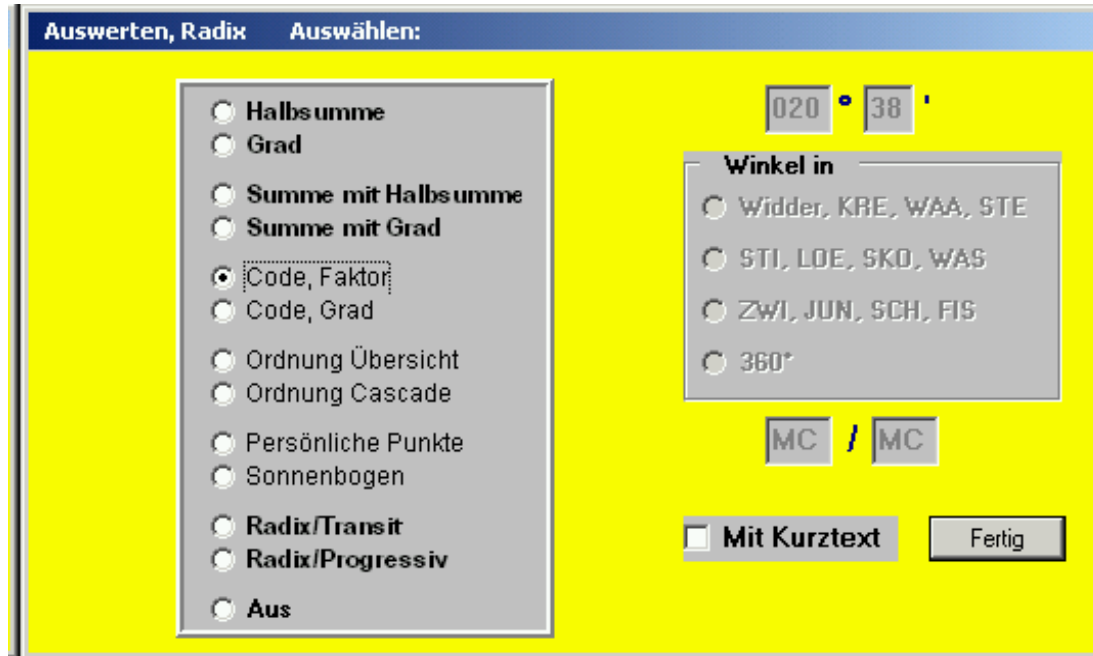 Auswerten, Radix Auswählen:
Halbsumme
Grad
Summe mit Halbsumme
Summe mit Grad
Code, Faktor
Code, Grad
Ordnung Übersicht
Ordnung Cascade
Persönliche Punkte
Sonnenbogen
Radix/Transit
Radix/Progressiv
Aus
020 ° 38 '
Winkel in
Widder, KRE, WAA, STE
STI, LOE, SKO, WAS
ZWI, JUN, SCH, FIS
360°
MC / MC
Mit Kurztext
Fertig